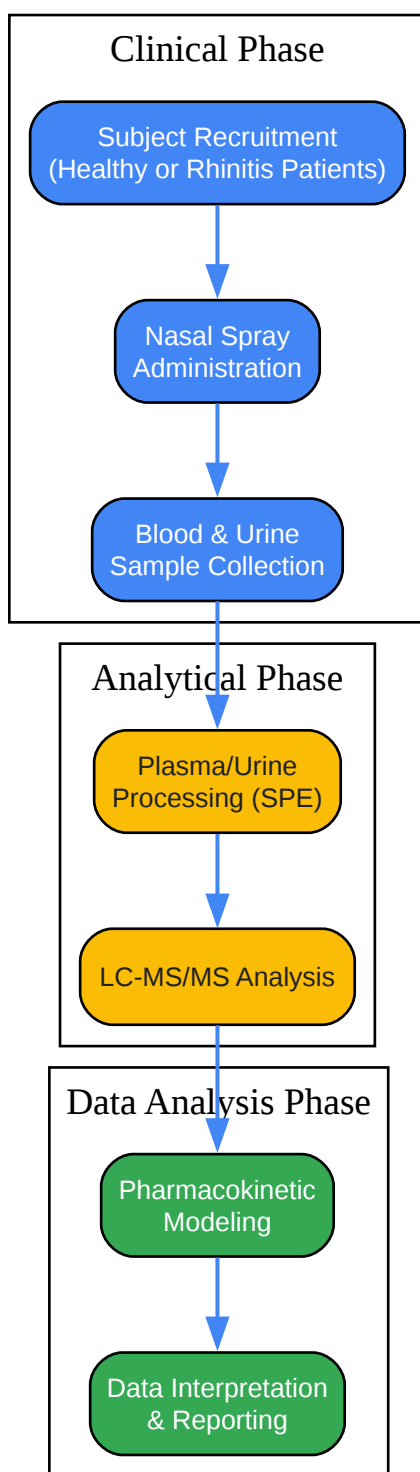 Clinical Phase
Subject Recruitment
(Healthy or Rhinitis Patients)
Nasal Spray
Administration
Blood & Urine
Sample Collection
Analytical Phase
Plasma/Urine
Processing (SPE)
LC-MS/MS Analysis
Data Analysis Phase
Pharmacokinetic
Modeling
Data Interpretation
& Reporting